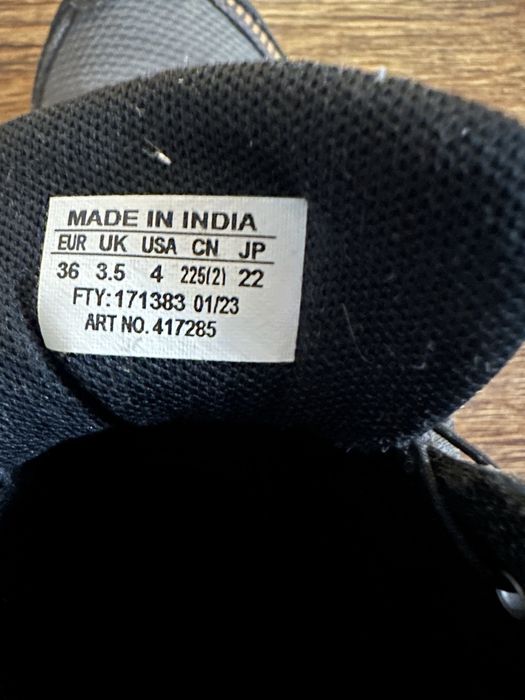 MADE IN INDIA
EUR UK USA CN JP
36 3.5 4 225(2) 22
FTY:171383 01/23
ART NO. 417285